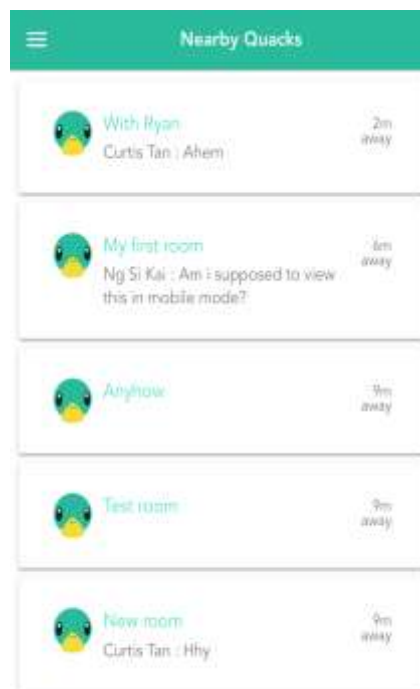 Nearby Quacks
With Ryan
2m
away
Curtis Tan : Ahem
My first room
6m
away
Ng Si Kai : Am i supposed to view
this in mobile mode?
Anyhow
9m
away
Test room
9m
away
New room
9m
away
Curtis Tan : Hhy